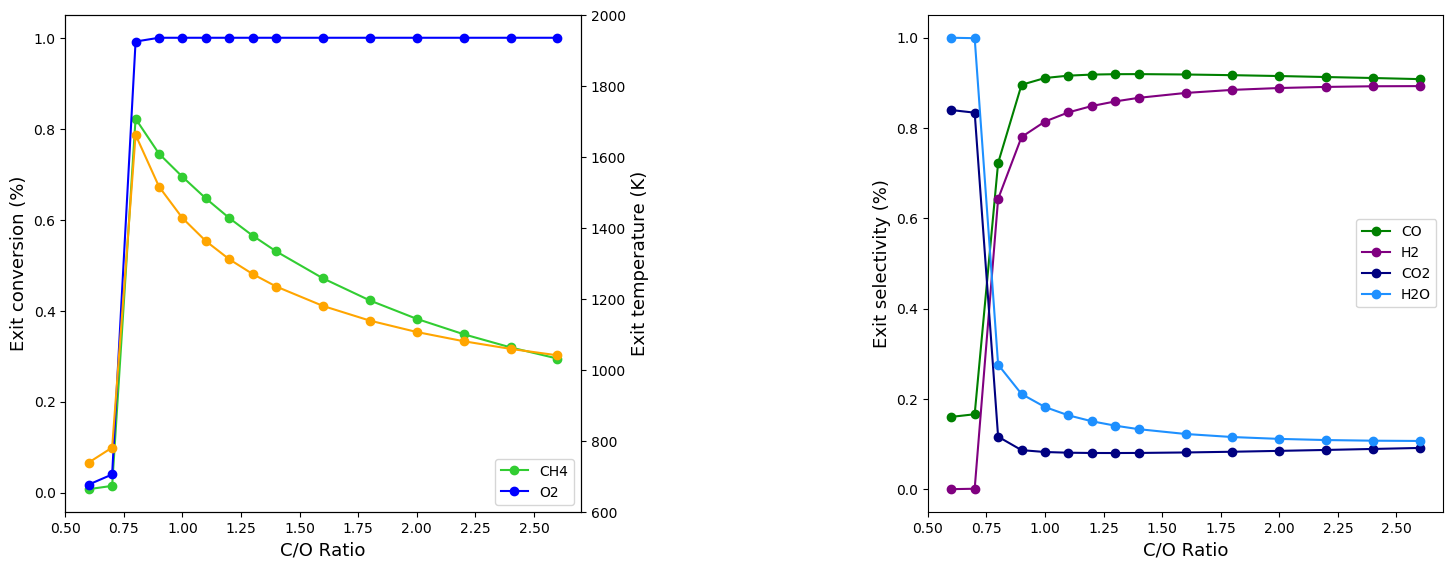 Exit conversion (%)
1.0
0.8
0.6
0.4
0.2
0.0
0.50 0.75 1.00 1.25 1.50 1.75 2.00 2.25 2.50
C/O Ratio
CH4
O2
2000
1800
1600
1400
1200
1000
800
600
Exit temperature (K)
Exit selectivity (%)
1.0
0.8
0.6
0.4
0.2
0.0
0.50 0.75 1.00 1.25 1.50 1.75 2.00 2.25 2.50
C/O Ratio
CO
H2
CO2
H2O